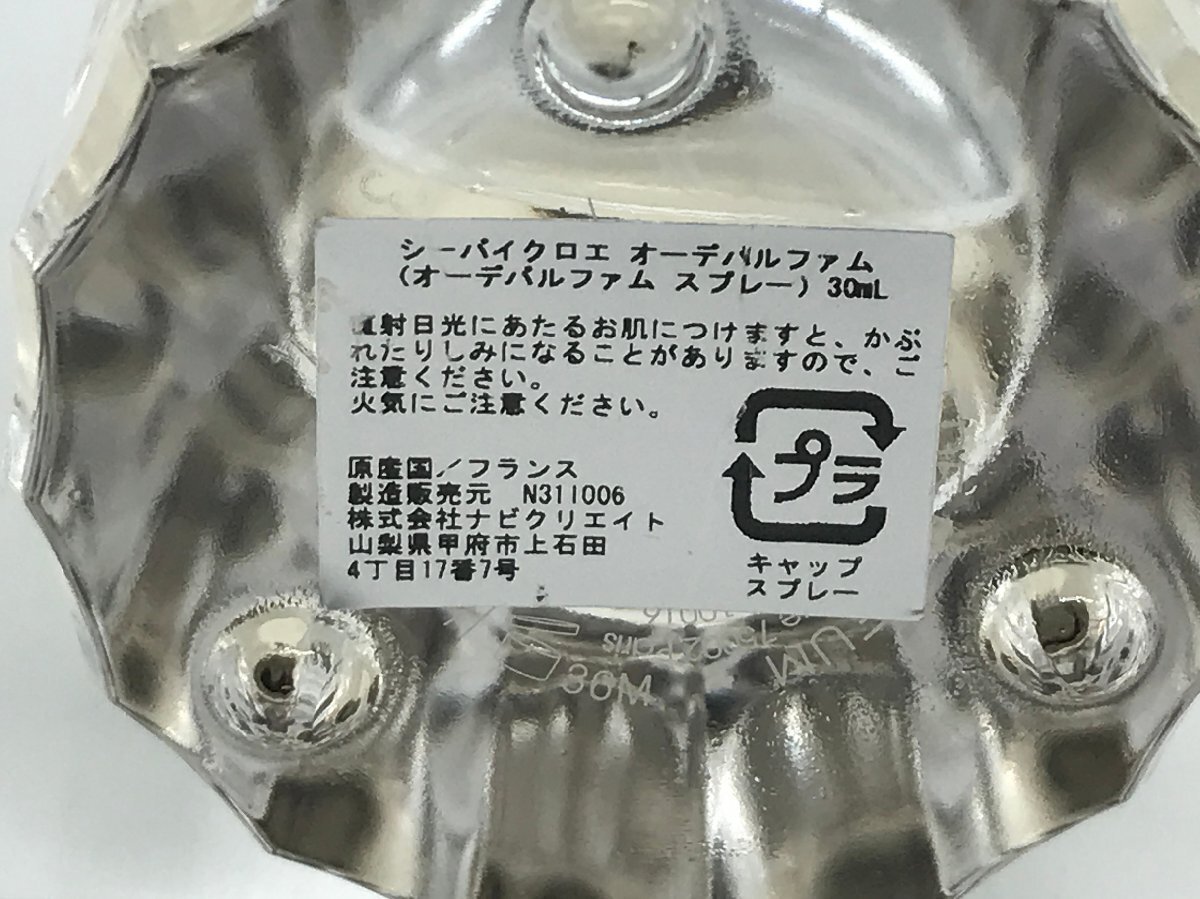 シーバイクロエ オーデパルファム
(オーデパルファム スプレー) 30mL
直射日光にあたるお肌につけますと、かぶ
れたりしみになることがありますので、ご
注意ください。
火気にご注意ください。
原産国/フランス
製造販売元 N311006
株式会社ナビクリエイト
山梨県甲府市上石田
4丁目17番7号
プラ
キャップ
スプレー
36M